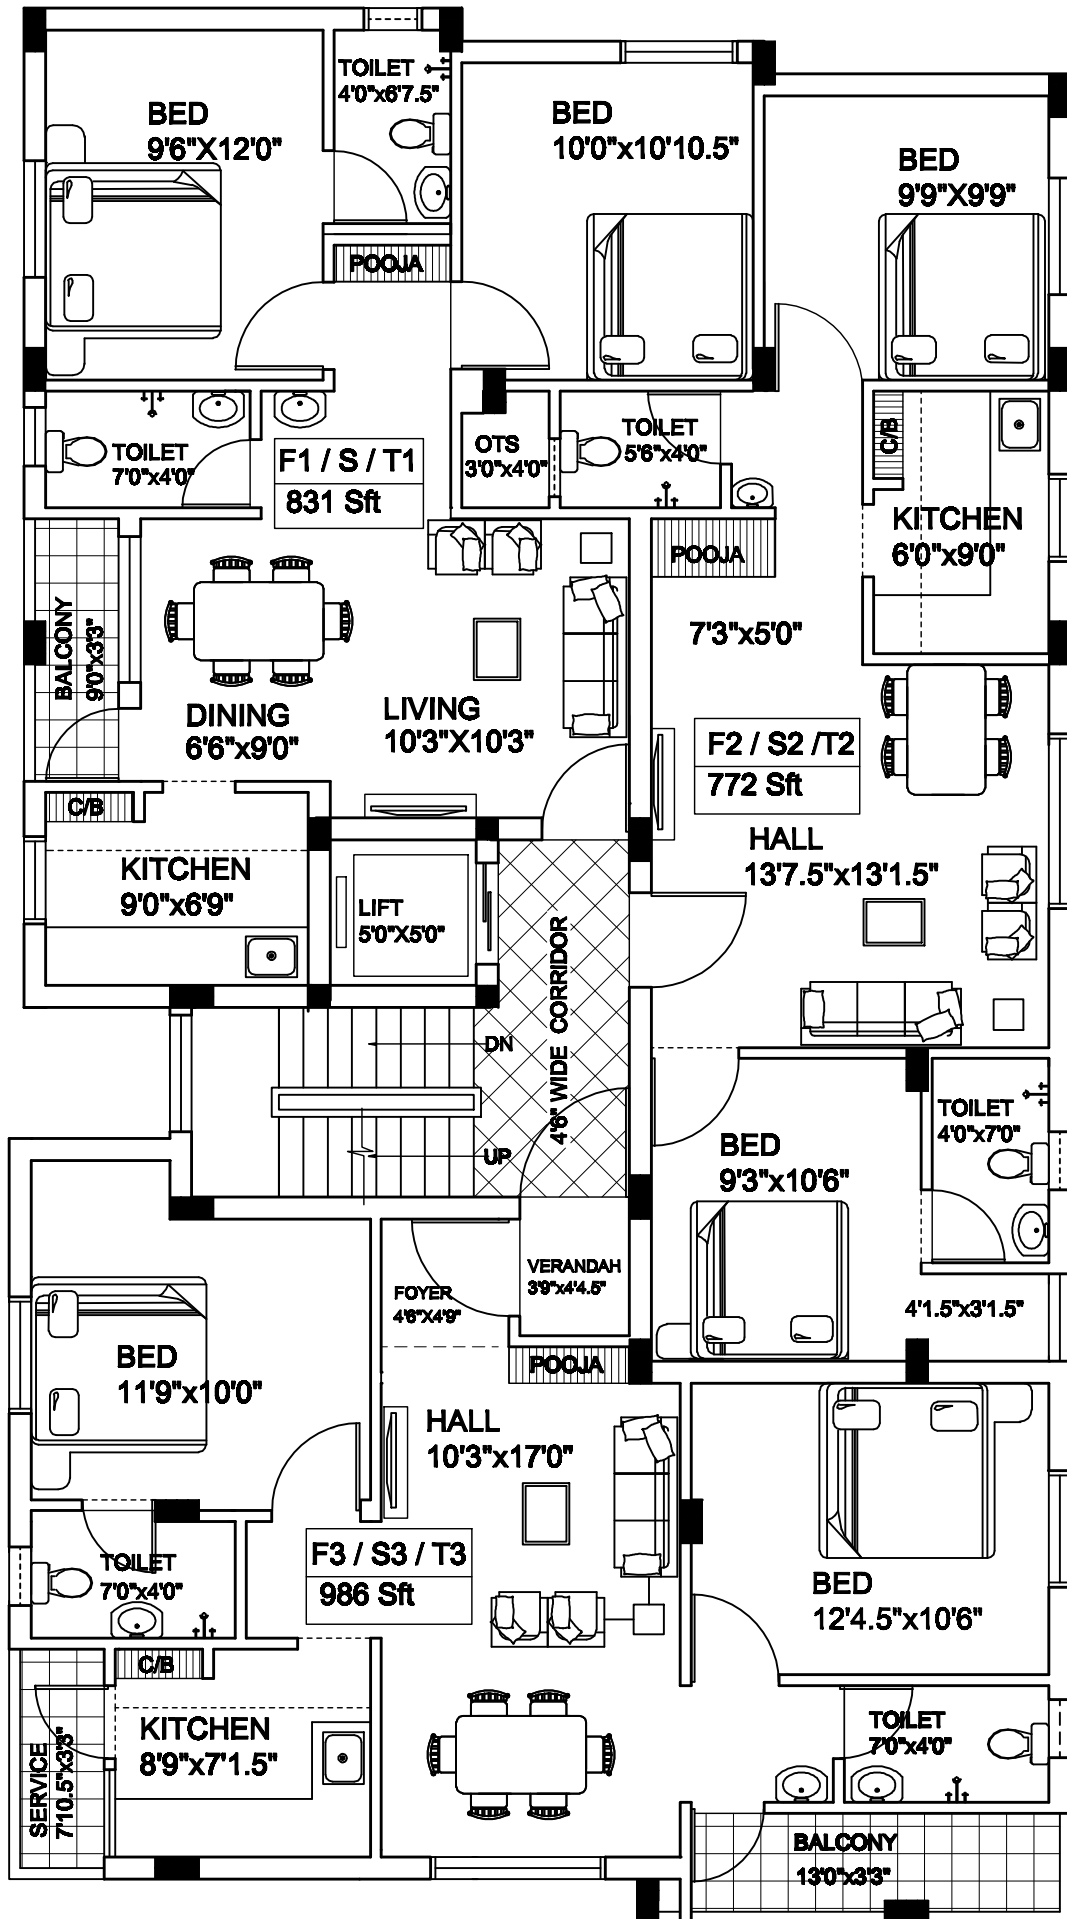 TOILET
4'0"x6'7.5"
BED
9'6"X12'0"
BED
10'0"x10'10.5"
BED
9'9"X9'9"
POOJA
TOILET
7'0"x4'0"
F1 / S / T1
831 Sft
OTS
3'0"x4'0"
TOILET
5'6"x4'0"
C/B
KITCHEN
6'0"x9'0"
POOJA
7'3"x5'0"
BALCONY
9'0"x3'3"
DINING
6'6"x9'0"
LIVING
10'3"X10'3"
F2 / S2 /T2
772 Sft
C/B
KITCHEN
9'0"x6'9"
LIFT
5'0"X5'0"
HALL
13'7.5"x13'1.5"
4'6" WIDE CORRIDOR
DN
UP
TOILET
4'0"x7'0"
BED
9'3"x10'6"
VERANDAH
3'9"x4'4.5"
FOYER
4'6"X4'9"
4'1.5"x3'1.5"
BED
11'9"x10'0"
POOJA
HALL
10'3"x17'0"
F3 / S3 / T3
986 Sft
TOILET
7'0"x4'0"
BED
12'4.5"x10'6"
C/B
KITCHEN
8'9"x7'1.5"
SERVICE
7'10.5"x3'3"
TOILET
7'0"x4'0"
BALCONY
13'0"x3'3"